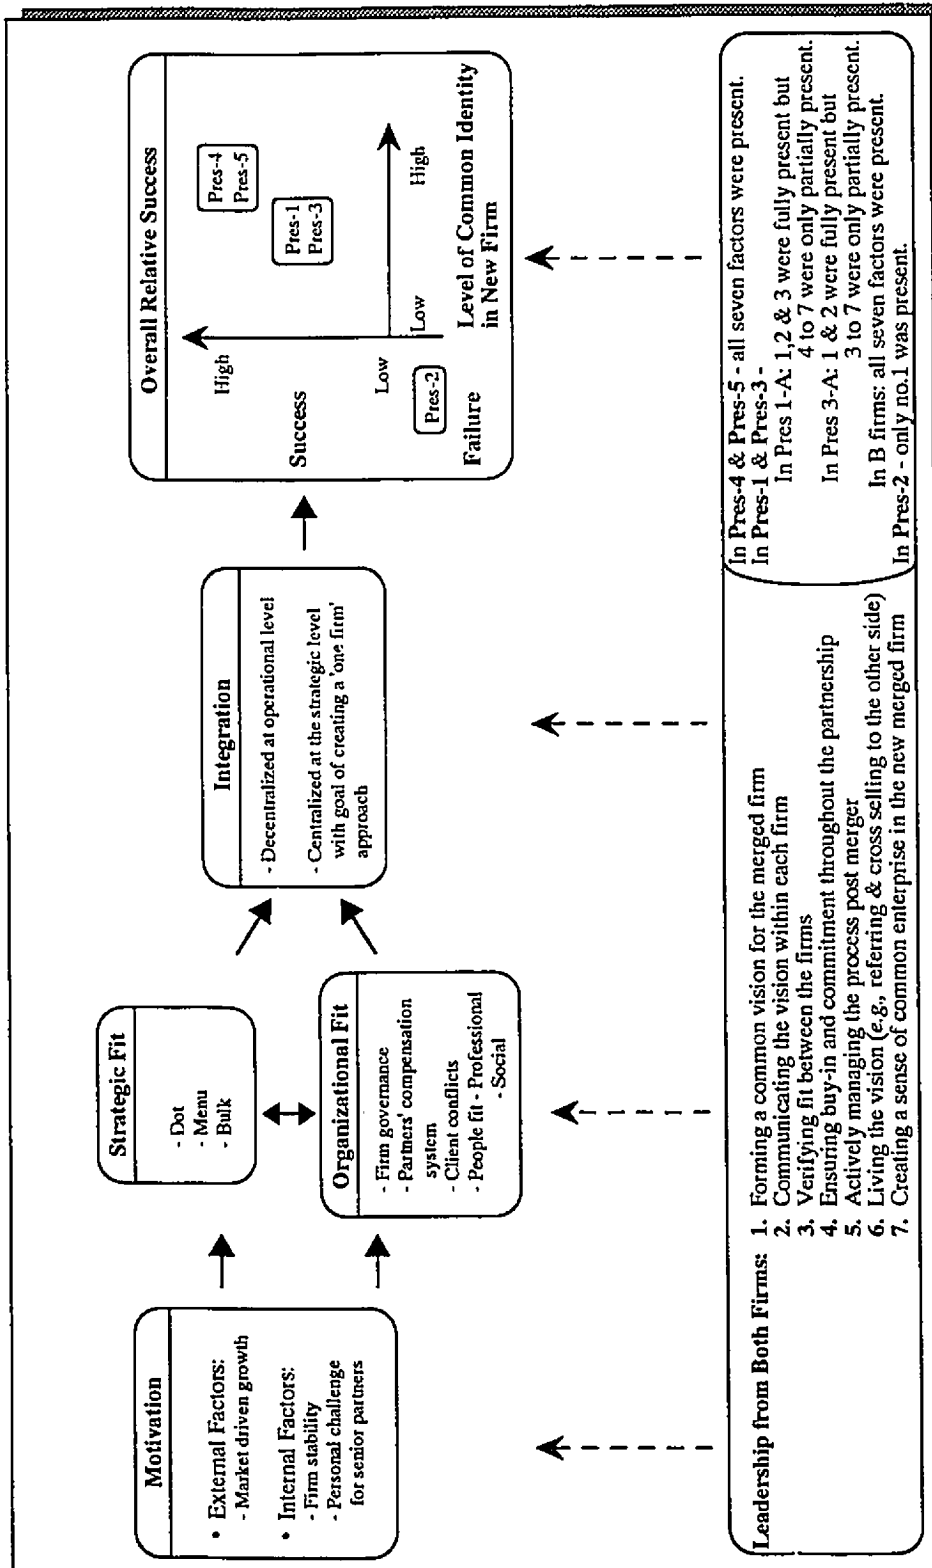 Motivation
• External Factors:
- Market driven growth
• Internal Factors:
- Firm stability
- Personal challenge
for senior partners
Strategic Fit
- Dot
- Menu
- Bulk
Organizational Fit
- Firm governance
- Partners' compensation
system
- Client conflicts
- People fit - Professional
- Social
Integration
- Decentralized at operational level
- Centralized at the strategic level
with goal of creating a 'one firm'
approach
Overall Relative Success
High
Success
Low
Failure
Pres-4
Pres-5
Pres-1
Pres-3
Pres-2
Low
High
Level of Common Identity
in New Firm
Leadership from Both Firms:
1. Forming a common vision for the merged firm
2. Communicating the vision within each firm
3. Verifying fit between the firms
4. Ensuring buy-in and commitment throughout the partnership
5. Actively managing the process post merger
6. Living the vision (e.g., referring & cross selling to the other side)
7. Creating a sense of common enterprise in the new merged firm
In Pres-4 & Pres-5 - all seven factors were present.
In Pres-1 & Pres-3 -
In Pres 1-A: 1,2 & 3 were fully present but
4 to 7 were only partially present.
In Pres 3-A: 1 & 2 were fully present but
3 to 7 were only partially present.
In B firms: all seven factors were present.
In Pres-2 - only no.1 was present.